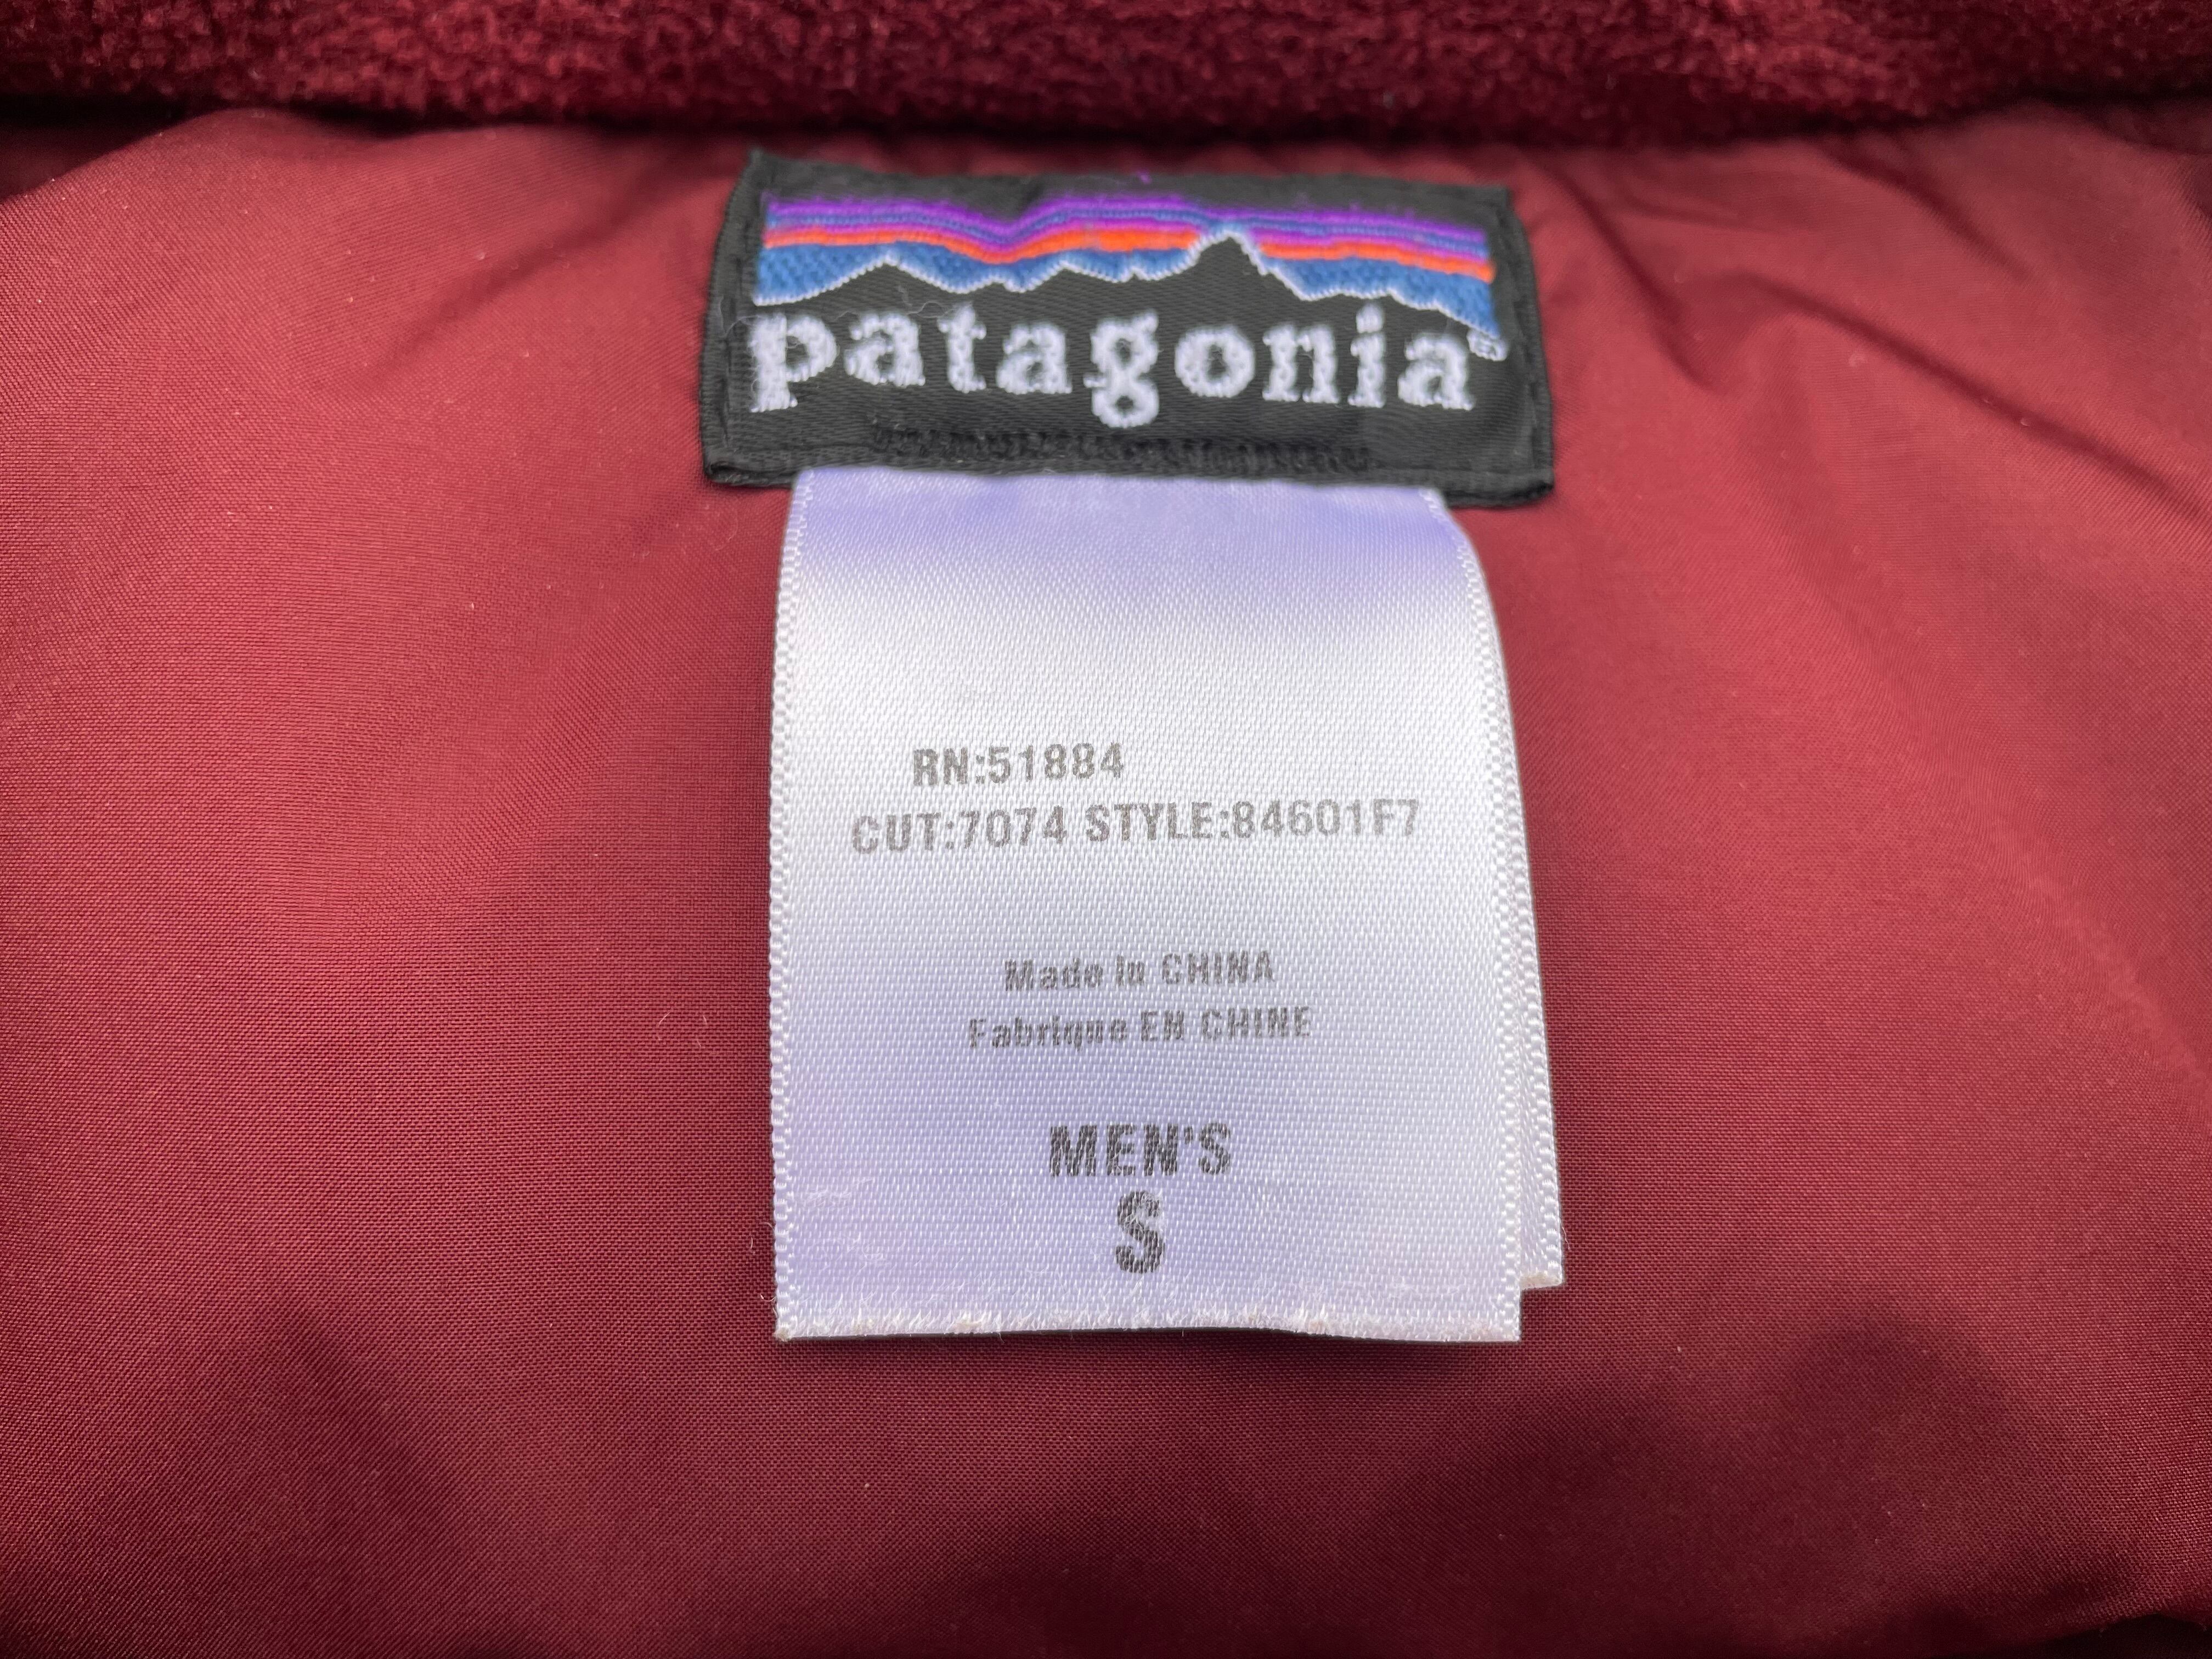 patagonia®
RN:51884
CUT:7074 STYLE:84601F7
Made in CHINA
Fabrique EN CHINE
MEN'S
S